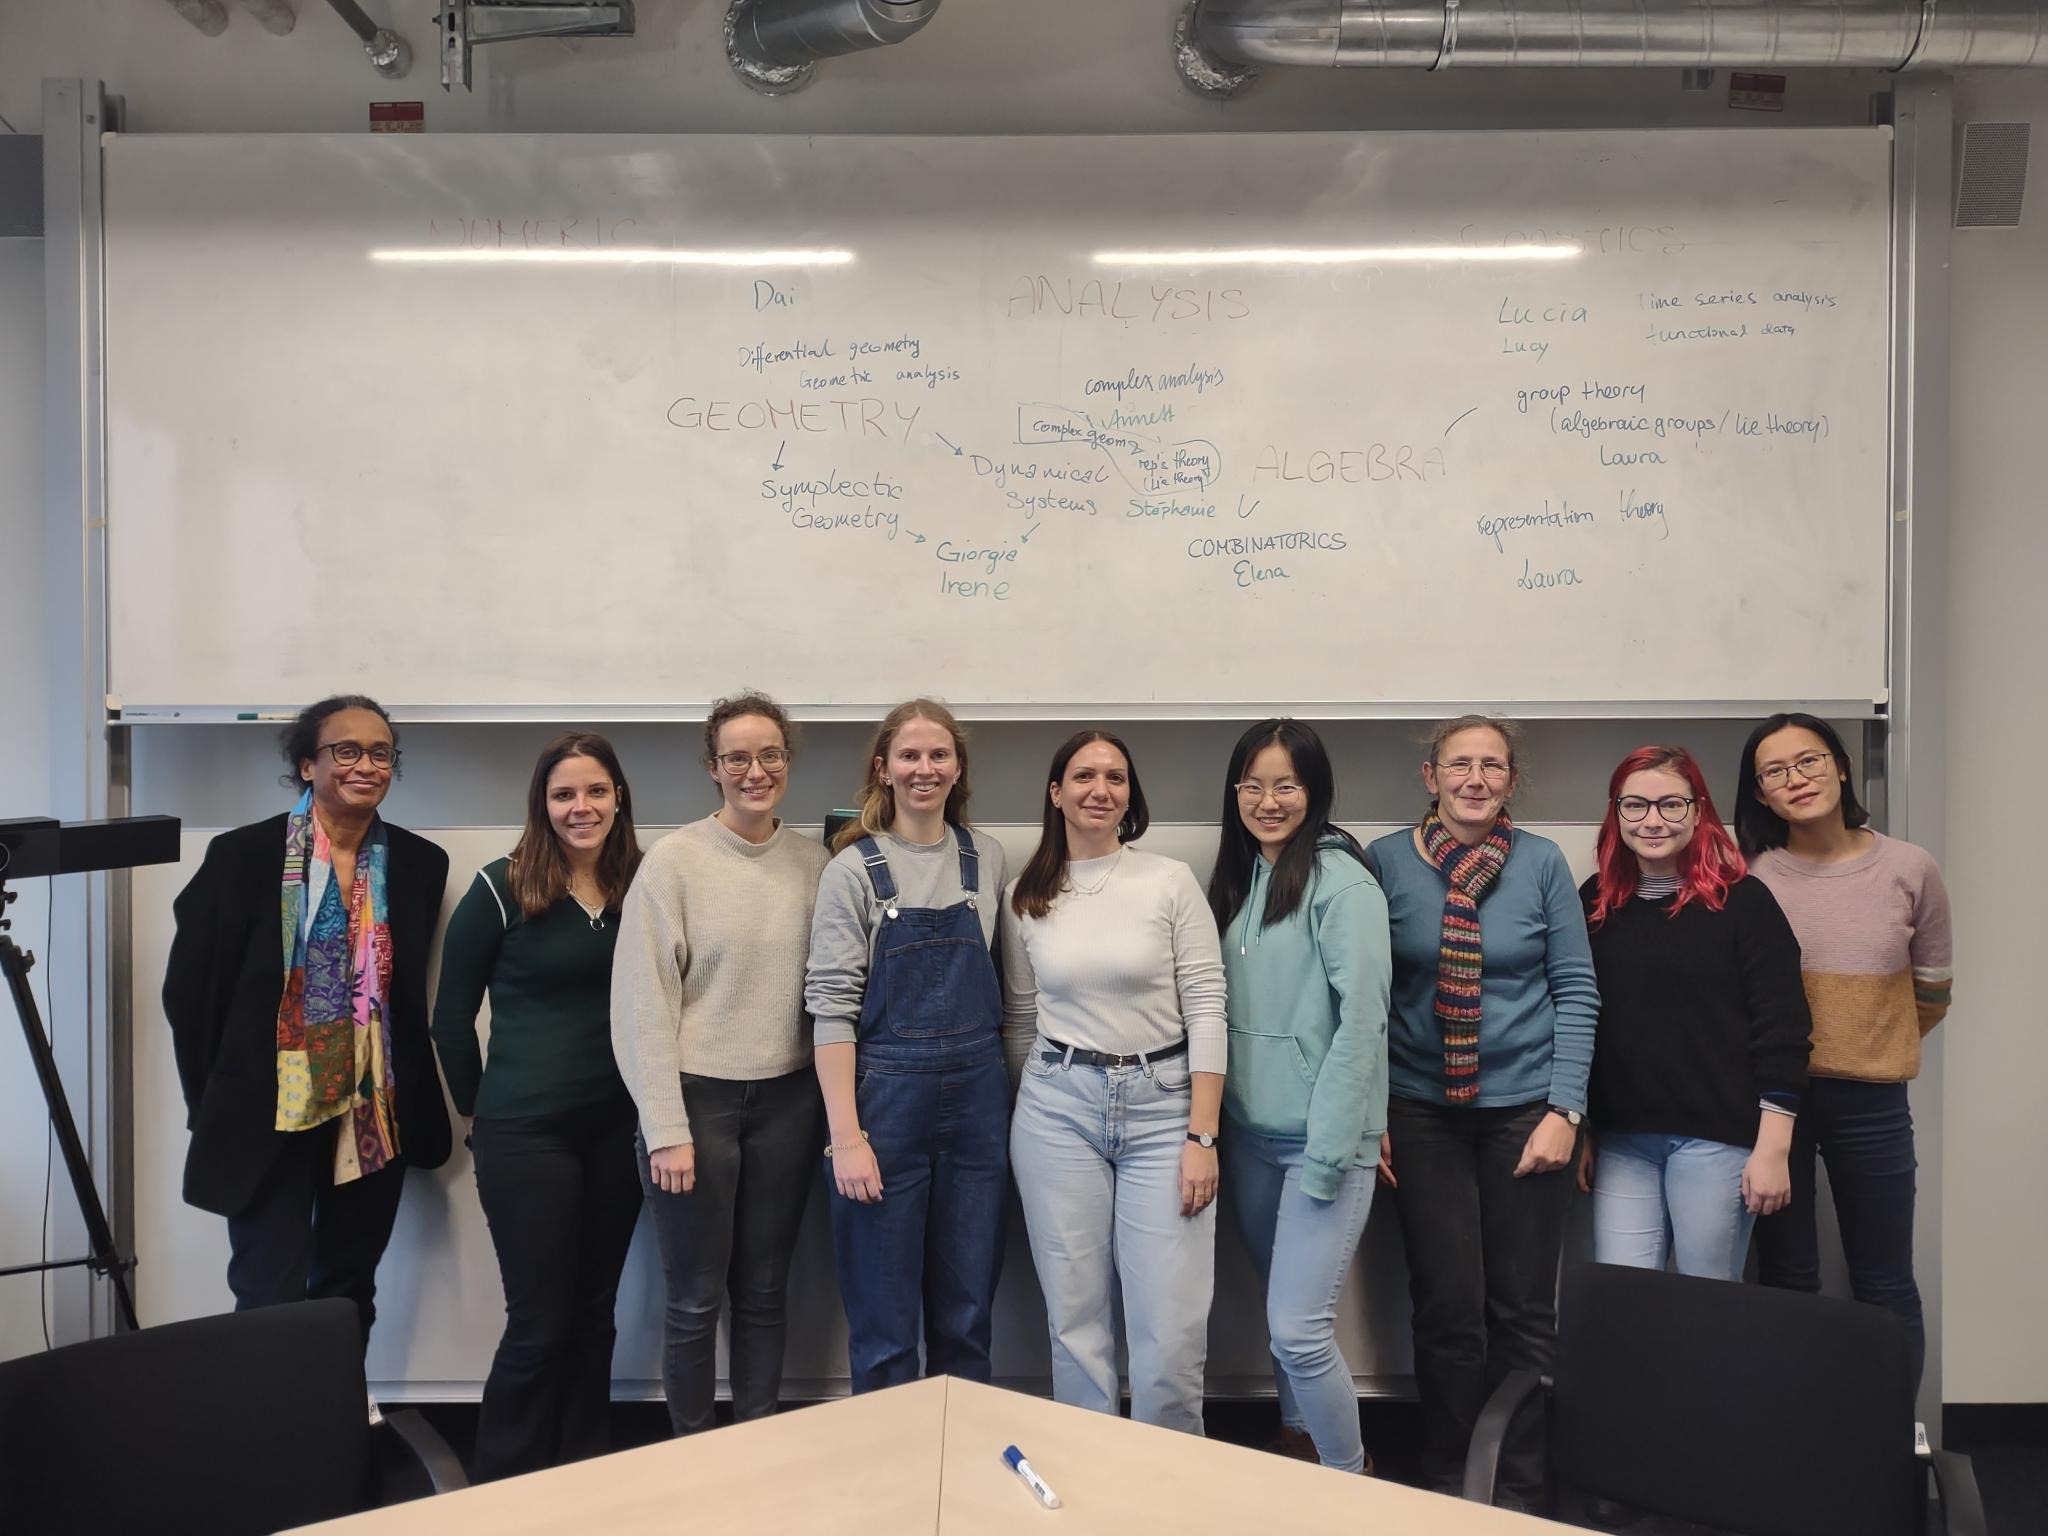 NUMERIC
Dai
ANALYSIS
Lucia
Time series analysis
Lucy
functional data
Differential geometry
Geometric analysis
complex analysis
Annett
GEOMETRY
complex geom
group theory
(algebraic groups/lie theory)
Laura
rep's theory
(Lie theory)
Dynamical
Systems
ALGEBRA
Symplectic
Geometry
Stéphanie
representation theory
Giorgia
Irene
COMBINATORICS
Elena
Laura